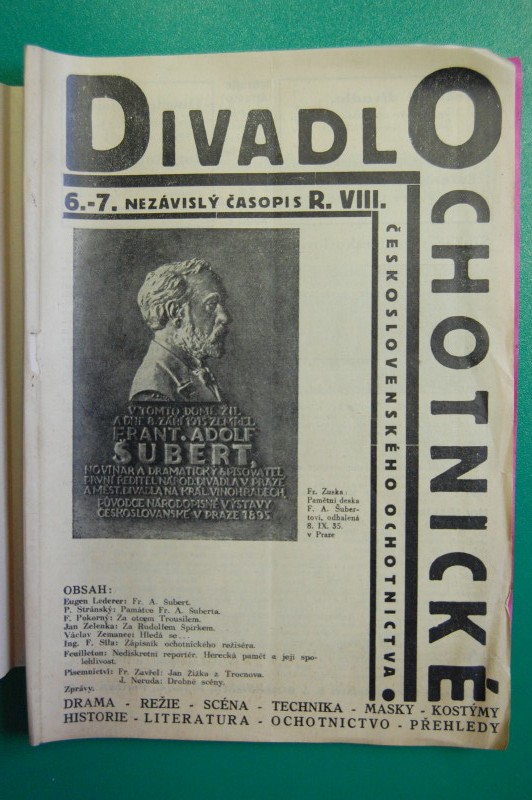 DIVADLO
OCHOTNICKÉ
6.-7. NEZÁVISLÝ ČASOPIS R. VIII.
ČESKOSLOVENSKÉHO OCHOTNICTVA
V TOMTO DOMĚ ŽIL
A DNE 8. ZÁŘÍ 1915 ZEMŘEL
FRANT. ADOLF
ŠUBERT,
NOVINÁŘ A DRAMATICKÝ SPISOVATEL
PRVNÍ ŘEDITEL NÁROD. DIVADLA V PRAZE
A MĚST. DIVADLA NA KRÁL. VINOHRADECH,
PŮVODCE NÁRODOPISNÉ VÝSTAVY
ČESKOSLOVANSKÉ V PRAZE 1895.
Fr. Zuska:
Pamětní deska
F. A. Šuber-
tovi, odhalená
8. IX. 35.
v Praze
OBSAH:
Eugen Lederer: Fr. A. Šubert.
P. Stránský: Památce Fr. A. Šuberta.
F. Pokorný: Za otcem Trousilem.
Jan Zelenka: Za Rudolfem Špírkem.
Václav Zemanec: Hledá se...
Ing. F. Síla: Zápisník ochotnického režiséra.
Feuilleton: Nediskretní reportér. Herecká paměť a její spo-
lehlivost.
Písemnictví: Fr. Zavřel: Jan Žižka z Trocnova.
J. Neruda: Drobné scény.
Zprávy.
DRAMA - REŽIE - SCÉNA - TECHNIKA - MASKY - KOSTÝMY
HISTORIE - LITERATURA - OCHOTNICTVO - PŘEHLEDY